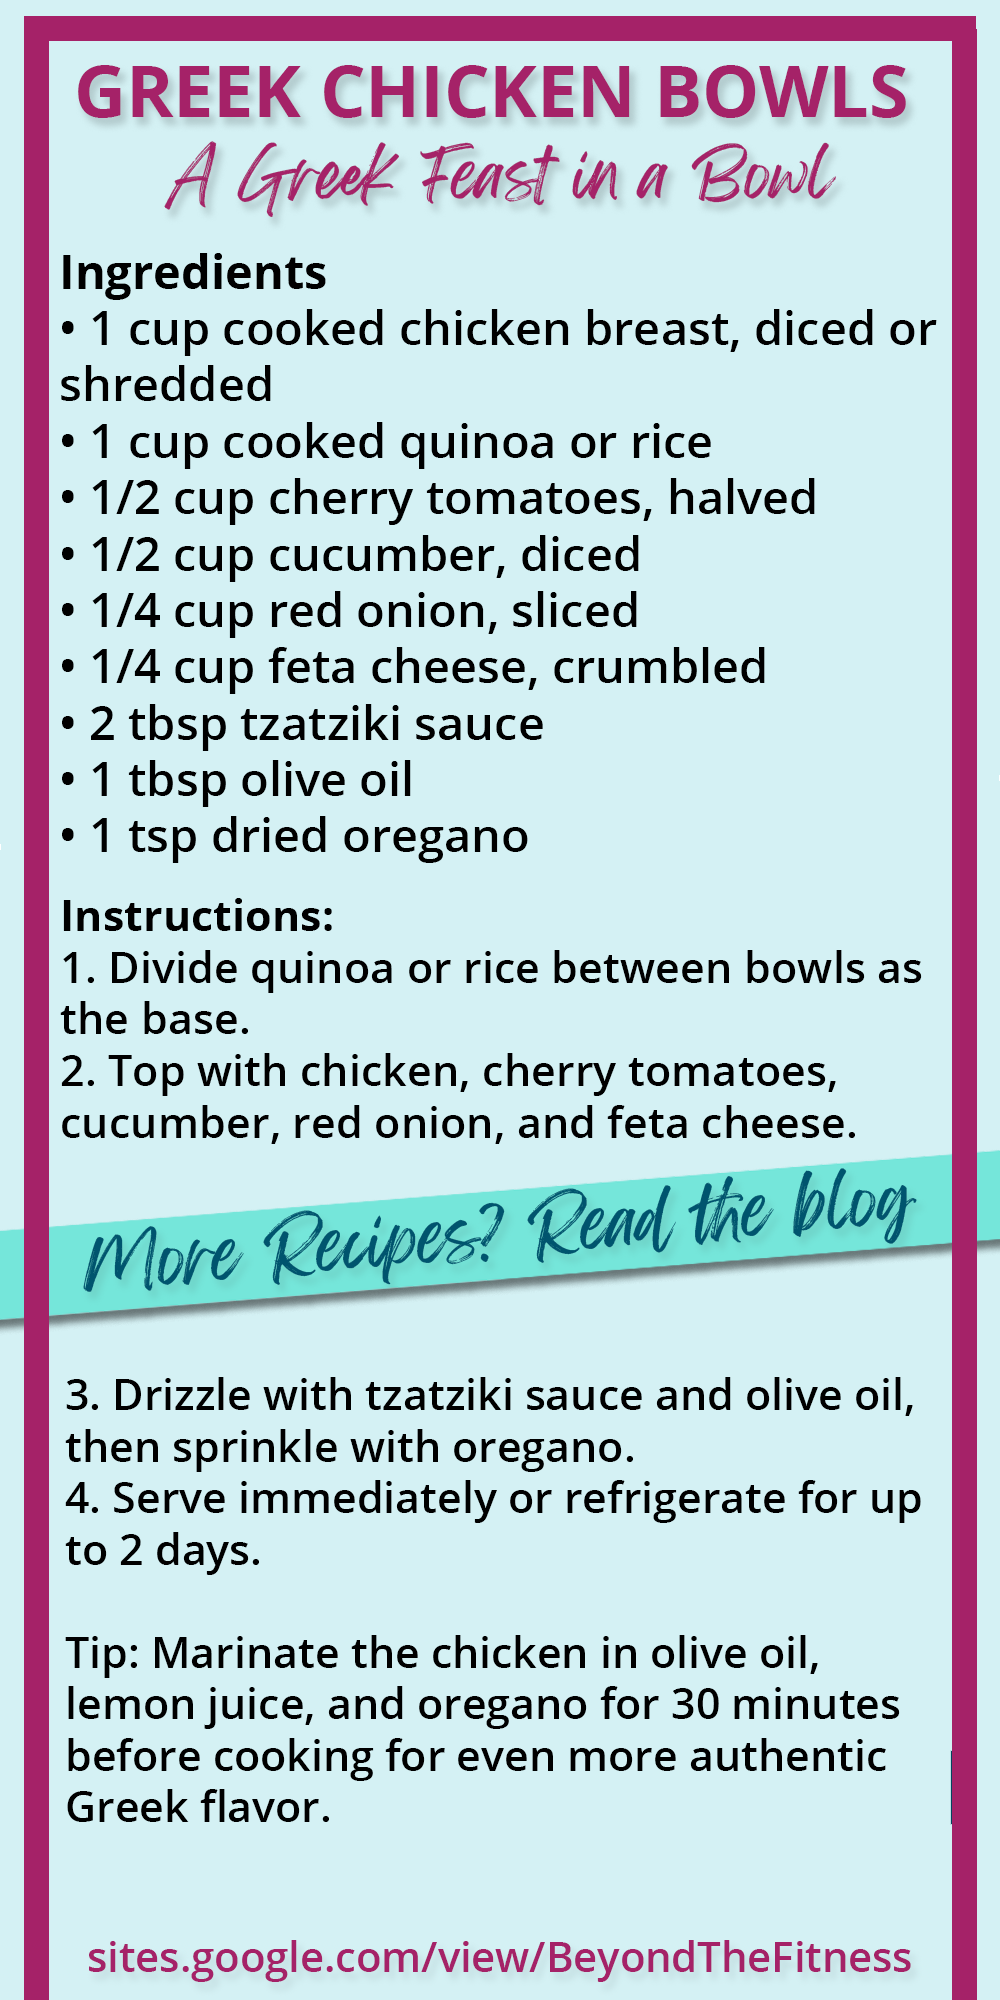 GREEK CHICKEN BOWLS
A Greek Feast in a Bowl
Ingredients
• 1 cup cooked chicken breast, diced or
shredded
• 1 cup cooked quinoa or rice
• 1/2 cup cherry tomatoes, halved
• 1/2 cup cucumber, diced
• 1/4 cup red onion, sliced
• 1/4 cup feta cheese, crumbled
• 2 tbsp tzatziki sauce
• 1 tbsp olive oil
• 1 tsp dried oregano
Instructions:
1. Divide quinoa or rice between bowls as
the base.
2. Top with chicken, cherry tomatoes,
cucumber, red onion, and feta cheese.
More Recipes? Read the blog
3. Drizzle with tzatziki sauce and olive oil,
then sprinkle with oregano.
4. Serve immediately or refrigerate for up
to 2 days.
Tip: Marinate the chicken in olive oil,
lemon juice, and oregano for 30 minutes
before cooking for even more authentic
Greek flavor.
sites.google.com/view/BeyondTheFitness